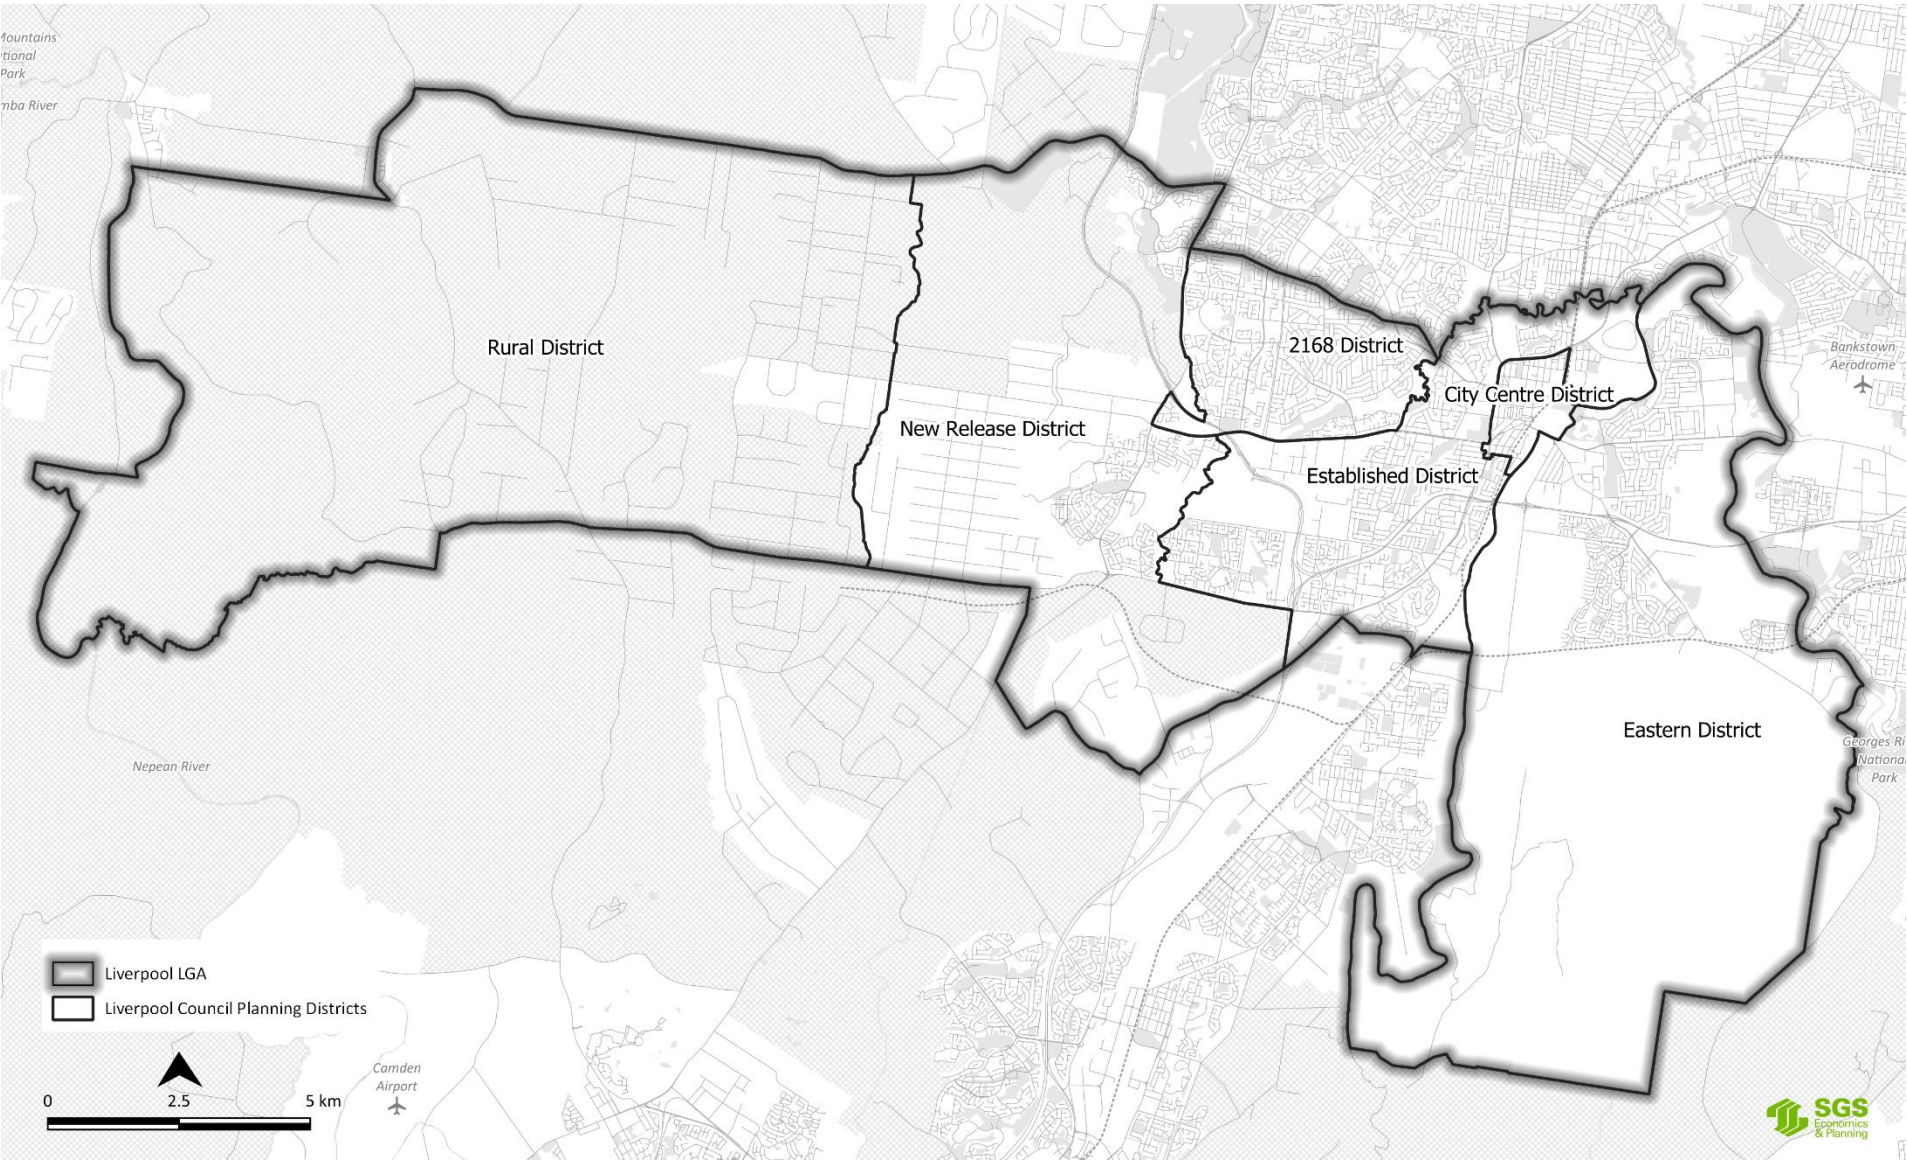 Mountains
tional
Park
mba River
Rural District
2168 District
Bankstown
Aerodrome
City Centre District
New Release District
Established District
Eastern District
Georges Ri
National
Park
Nepean River
Liverpool LGA
Liverpool Council Planning Districts
Camden
Airport
0
2.5
5 km
SGS
Economics
& Planning